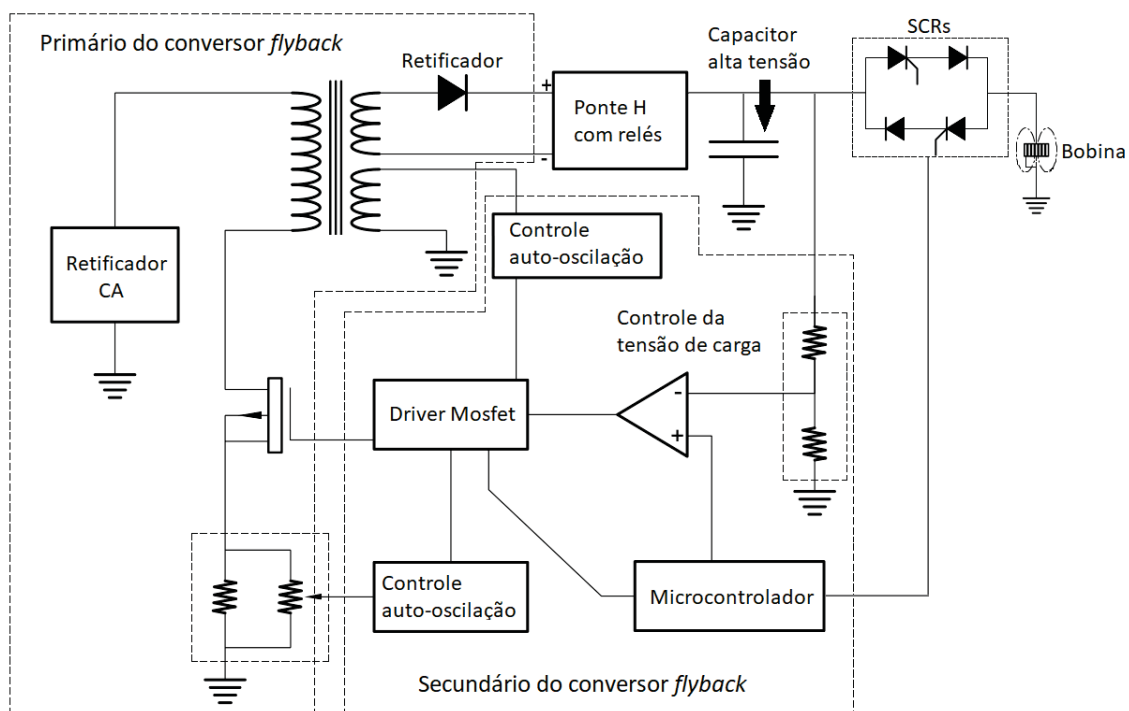 Primário do conversor flyback
Retificador
Capacitor
alta tensão
SCRs
+
-
Ponte H
com relés
Bobina
Retificador
CA
Controle
auto-oscilação
Controle da
tensão de carga
Driver Mosfet
-
+
Controle
auto-oscilação
Microcontrolador
Secundário do conversor flyback